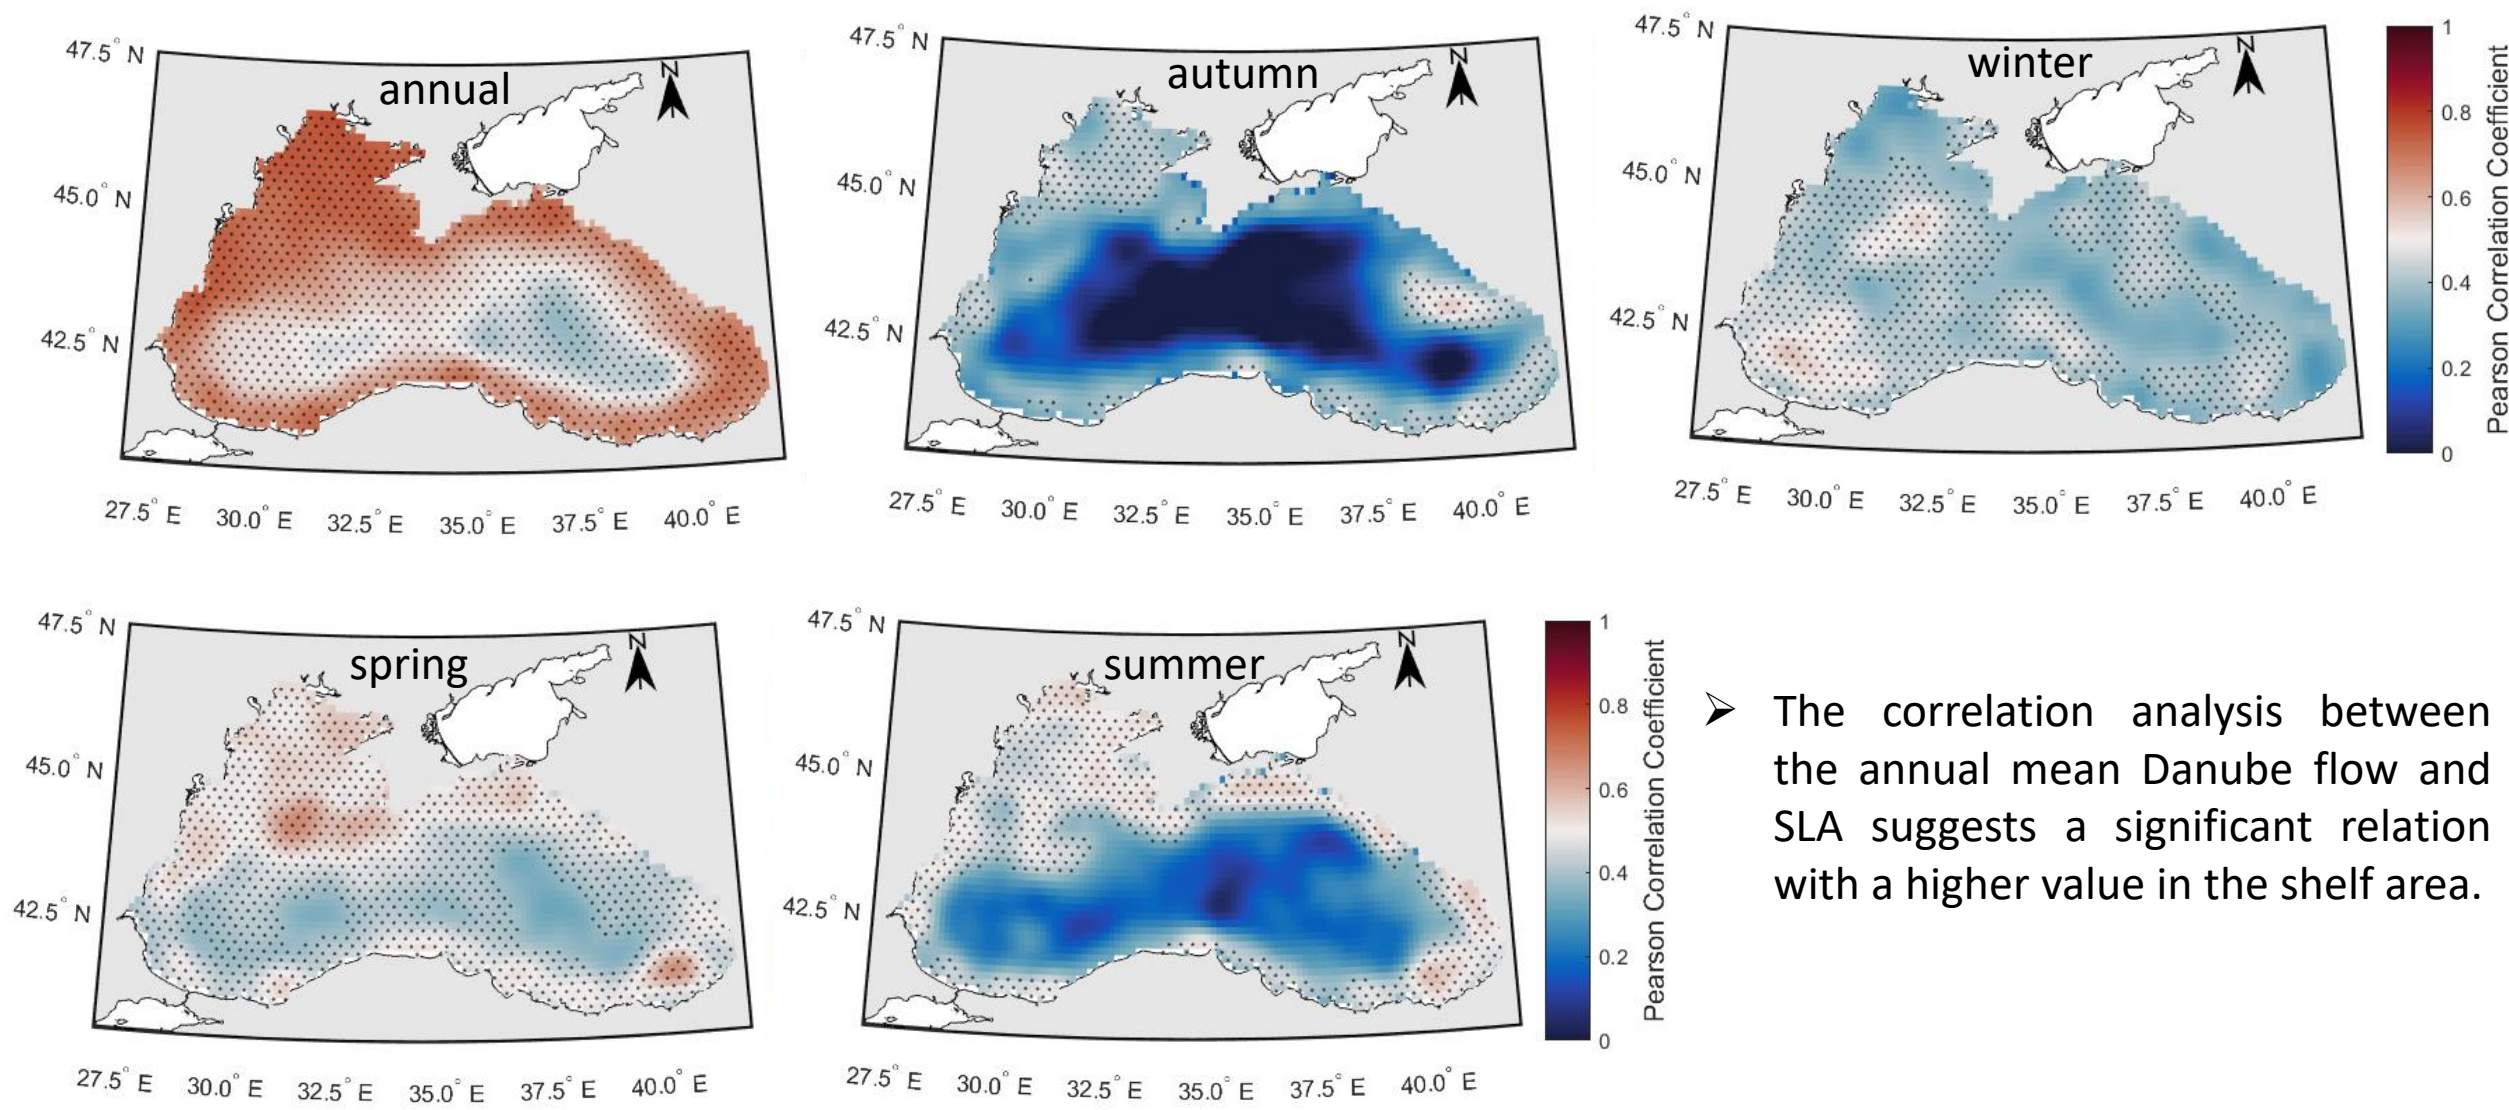 annual
N
47.5° N
45.0° N
42.5° N
27.5° E 30.0° E 32.5° E 35.0° E 37.5° E 40.0° E
autumn
N
47.5° N
45.0° N
42.5° N
27.5° E 30.0° E 32.5° E 35.0° E 37.5° E 40.0° E
winter
N
47.5° N
45.0° N
42.5° N
27.5° E 30.0° E 32.5° E 35.0° E 37.5° E 40.0° E
1
0.8
0.6
0.4
0.2
0
Pearson Correlation Coefficient
spring
N
47.5° N
45.0° N
42.5° N
27.5° E 30.0° E 32.5° E 35.0° E 37.5° E 40.0° E
summer
N
47.5° N
45.0° N
42.5° N
27.5° E 30.0° E 32.5° E 35.0° E 37.5° E 40.0° E
1
0.8
0.6
0.4
0.2
0
Pearson Correlation Coefficient
➢ The correlation analysis between
the annual mean Danube flow and
SLA suggests a significant relation
with a higher value in the shelf area.